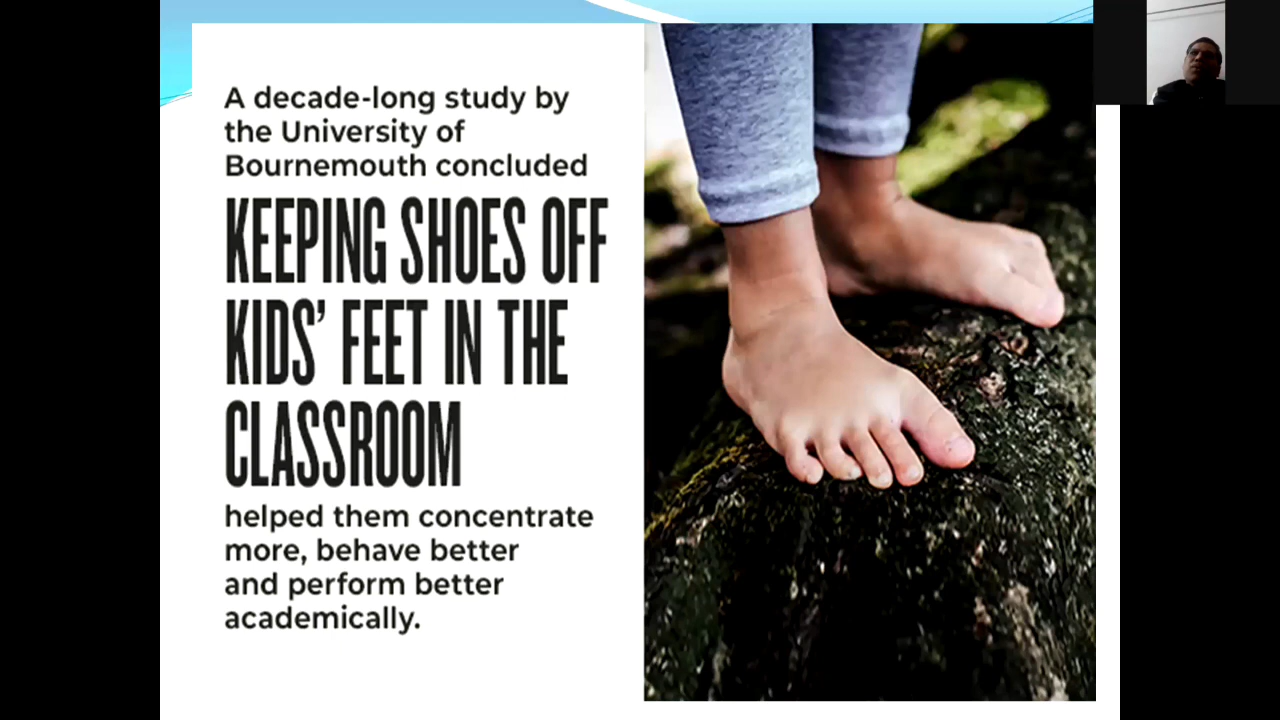 A decade-long study by
the University of
Bournemouth concluded
KEEPING SHOES OFF
KIDS’ FEET IN THE
CLASSROOM
helped them concentrate
more, behave better
and perform better
academically.